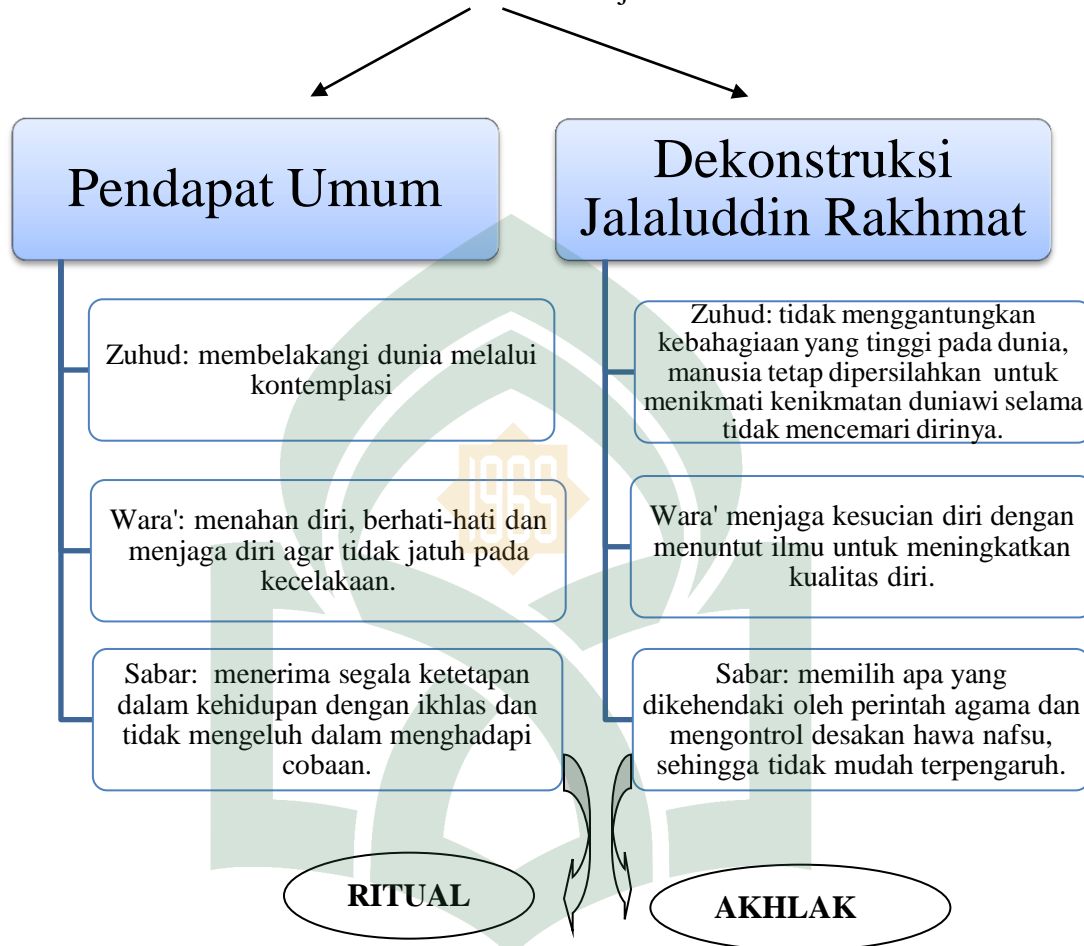 Pendapat Umum
Zuhud: membelakangi dunia melalui
kontemplasi
Wara': menahan diri, berhati-hati dan
menjaga diri agar tidak jatuh pada
kecelakaan.
Sabar: menerima segala ketetapan
dalam kehidupan dengan ikhlas dan
tidak mengeluh dalam menghadapi
cobaan.
Dekonstruksi
Jalaluddin Rakhmat
Zuhud: tidak menggantungkan
kebahagiaan yang tinggi pada dunia,
manusia tetap dipersilahkan untuk
menikmati kenikmatan duniawi selama
tidak mencemari dirinya.
Wara' menjaga kesucian diri dengan
menuntut ilmu untuk meningkatkan
kualitas diri.
Sabar: memilih apa yang
dikehendaki oleh perintah agama dan
mengontrol desakan hawa nafsu,
sehingga tidak mudah terpengaruh.
1965
RITUAL
AKHLAK